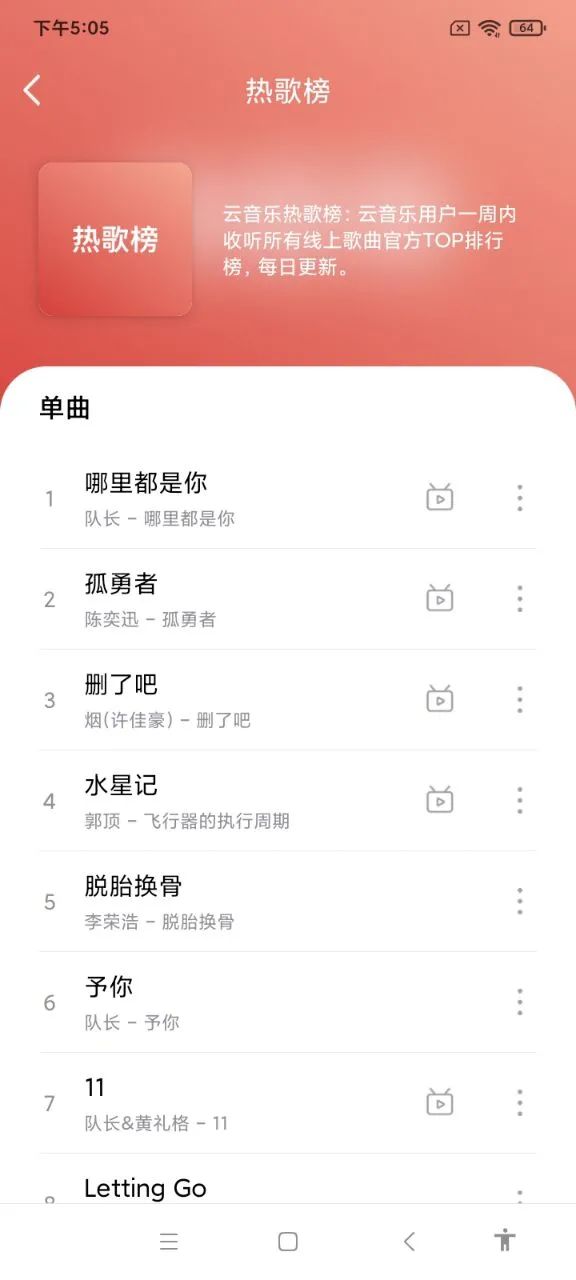 下午5:05
64
热歌榜
热歌榜
云音乐热歌榜：云音乐用户一周内
收听所有线上歌曲官方TOP排行
榜，每日更新。
单曲
1
哪里都是你
队长 - 哪里都是你
2
孤勇者
陈奕迅 - 孤勇者
3
删了吧
烟(许佳豪) - 删了吧
4
水星记
郭顶 - 飞行器的执行周期
5
脱胎换骨
李荣浩 - 脱胎换骨
6
予你
队长 - 予你
7
11
队长&黄礼格 - 11
Letting Go